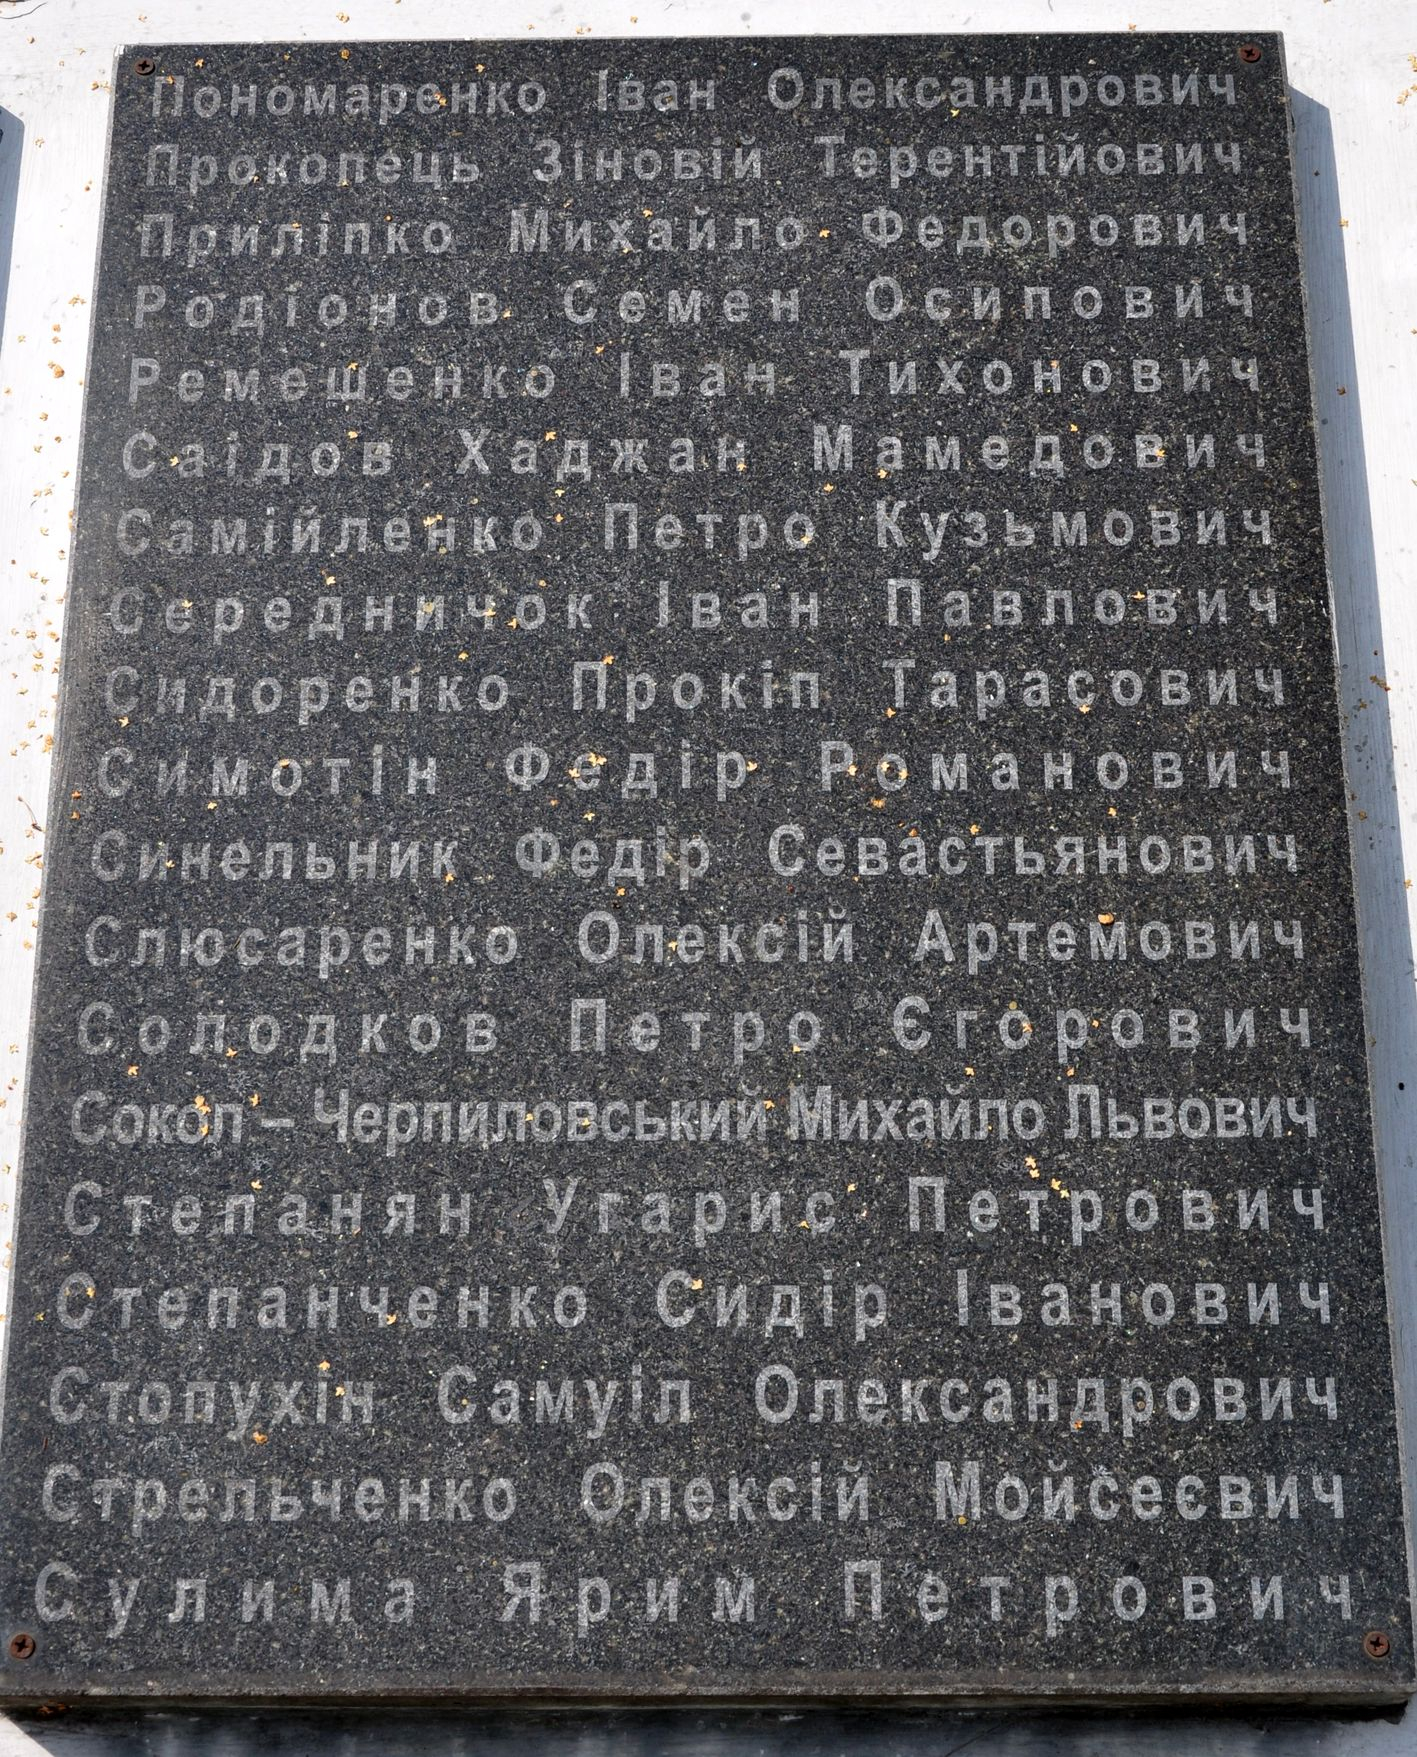 Пономаренко Іван Олександрович
Прокопець Зіновій Терентійович
Приліпко Михайло Федорович
Родіонов Семен Осипович
Ремешенко Іван Тихонович
Саідов Хаджан Мамедович
Самійленко Петро Кузьмович
Середничок Іван Павлович
Сидоренко Прокіп Тарасович
Симотін Федір Романович
Синельник Федір Севастьянович
Слюсаренко Олексій Артемович
Солодков Петро Єгорович
Сокол – Черпиловський Михайло Львович
Степанян Угарис Петрович
Степанченко Сидір Іванович
Стопухін Самуіл Олександрович
Стрельченко Олексій Мойсеєвич
Сулима Ярим Петрович